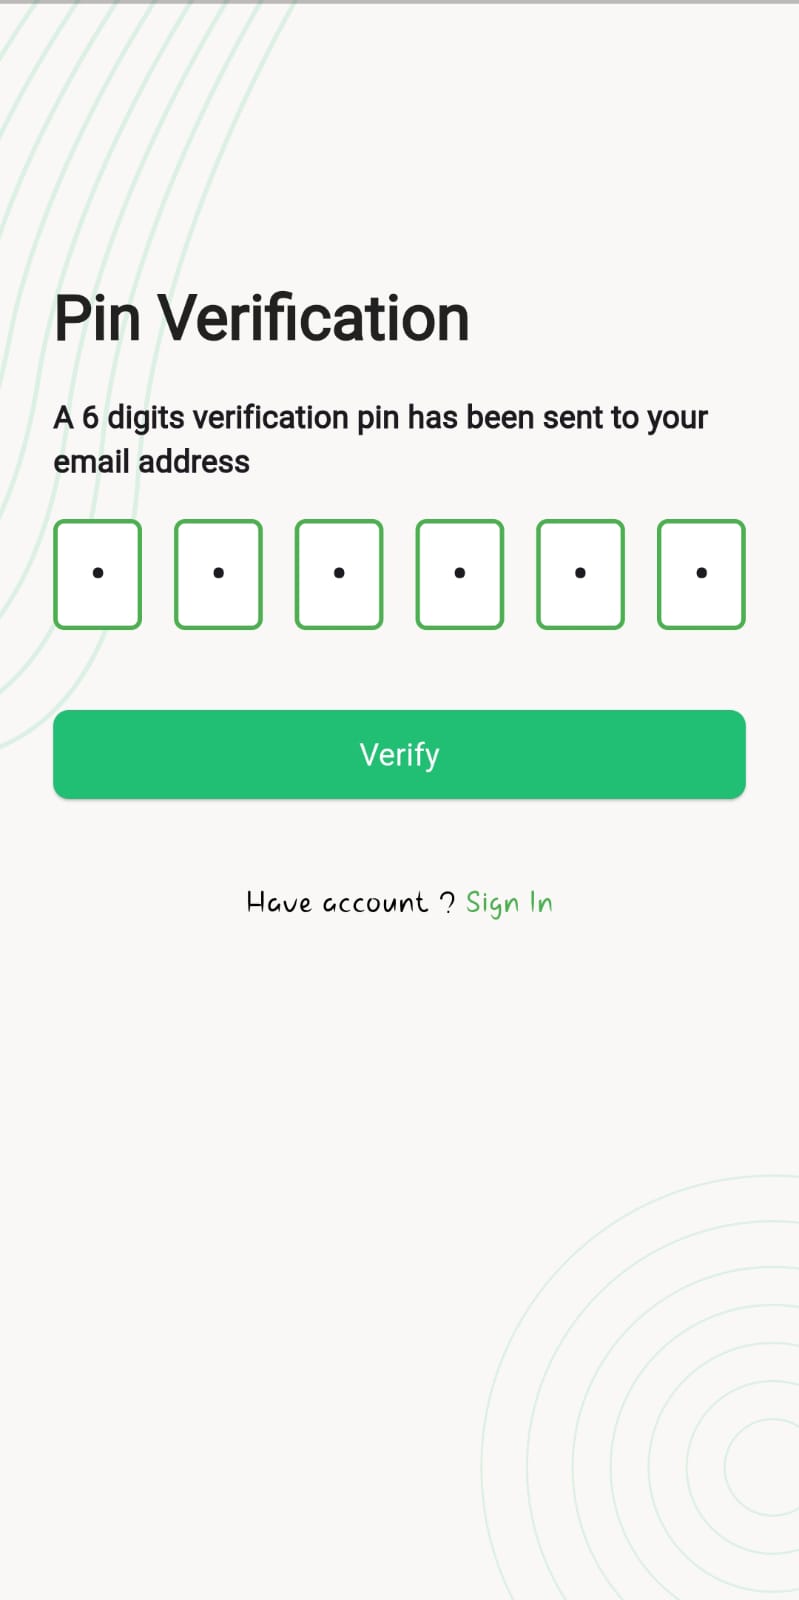 Pin Verification
A 6 digits verification pin has been sent to your
email address
• • • • • •
Verify
Have account ? Sign In